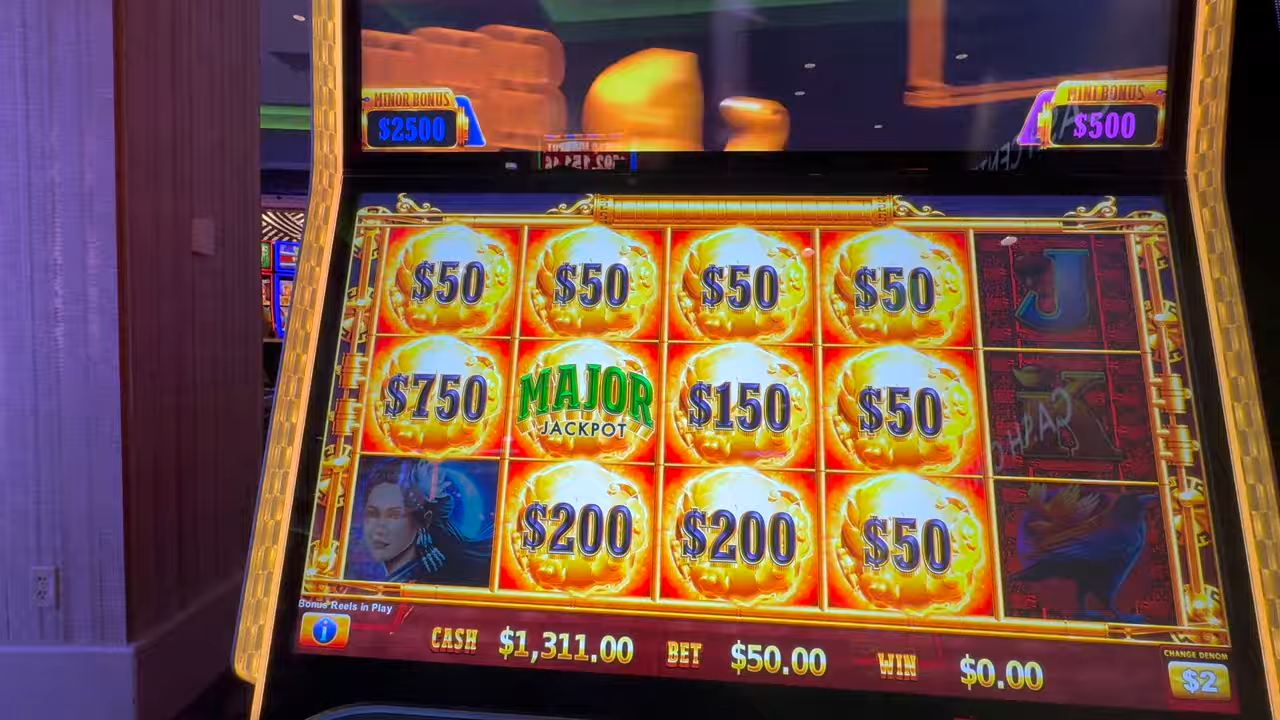 MINOR BONUS
$2500
MINI BONUS
$500
$50 $50 $50 $50 J
$750 MAJOR JACKPOT $150 $50
$200 $200 $50
Bonus Reels in Play
i
CASH $1,311.00 BET $50.00 WIN $0.00
CHANGE DENOM
$2